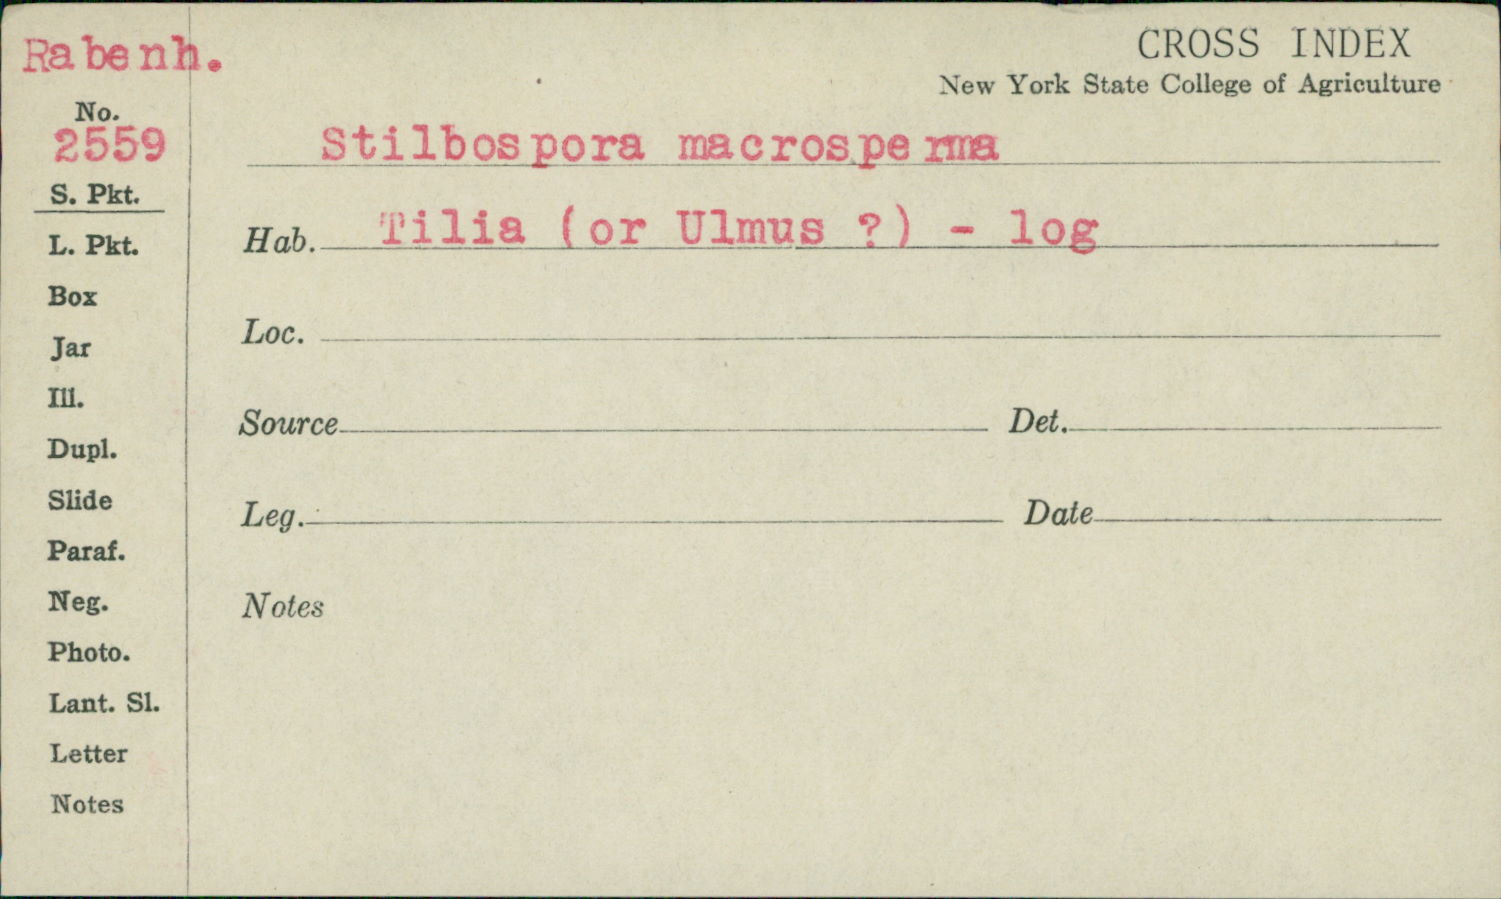 Rabenh.
CROSS INDEX
New York State College of Agriculture
No.
2559
Stilbospora macrosperma
S. Pkt.
Hab. Tilia (or Ulmus ?) - log
L. Pkt.
Box
Loc.
Jar
Ill.
Source Det.
Dupl.
Slide
Leg. Date
Paraf.
Neg.
Notes
Photo.
Lant. Sl.
Letter
Notes